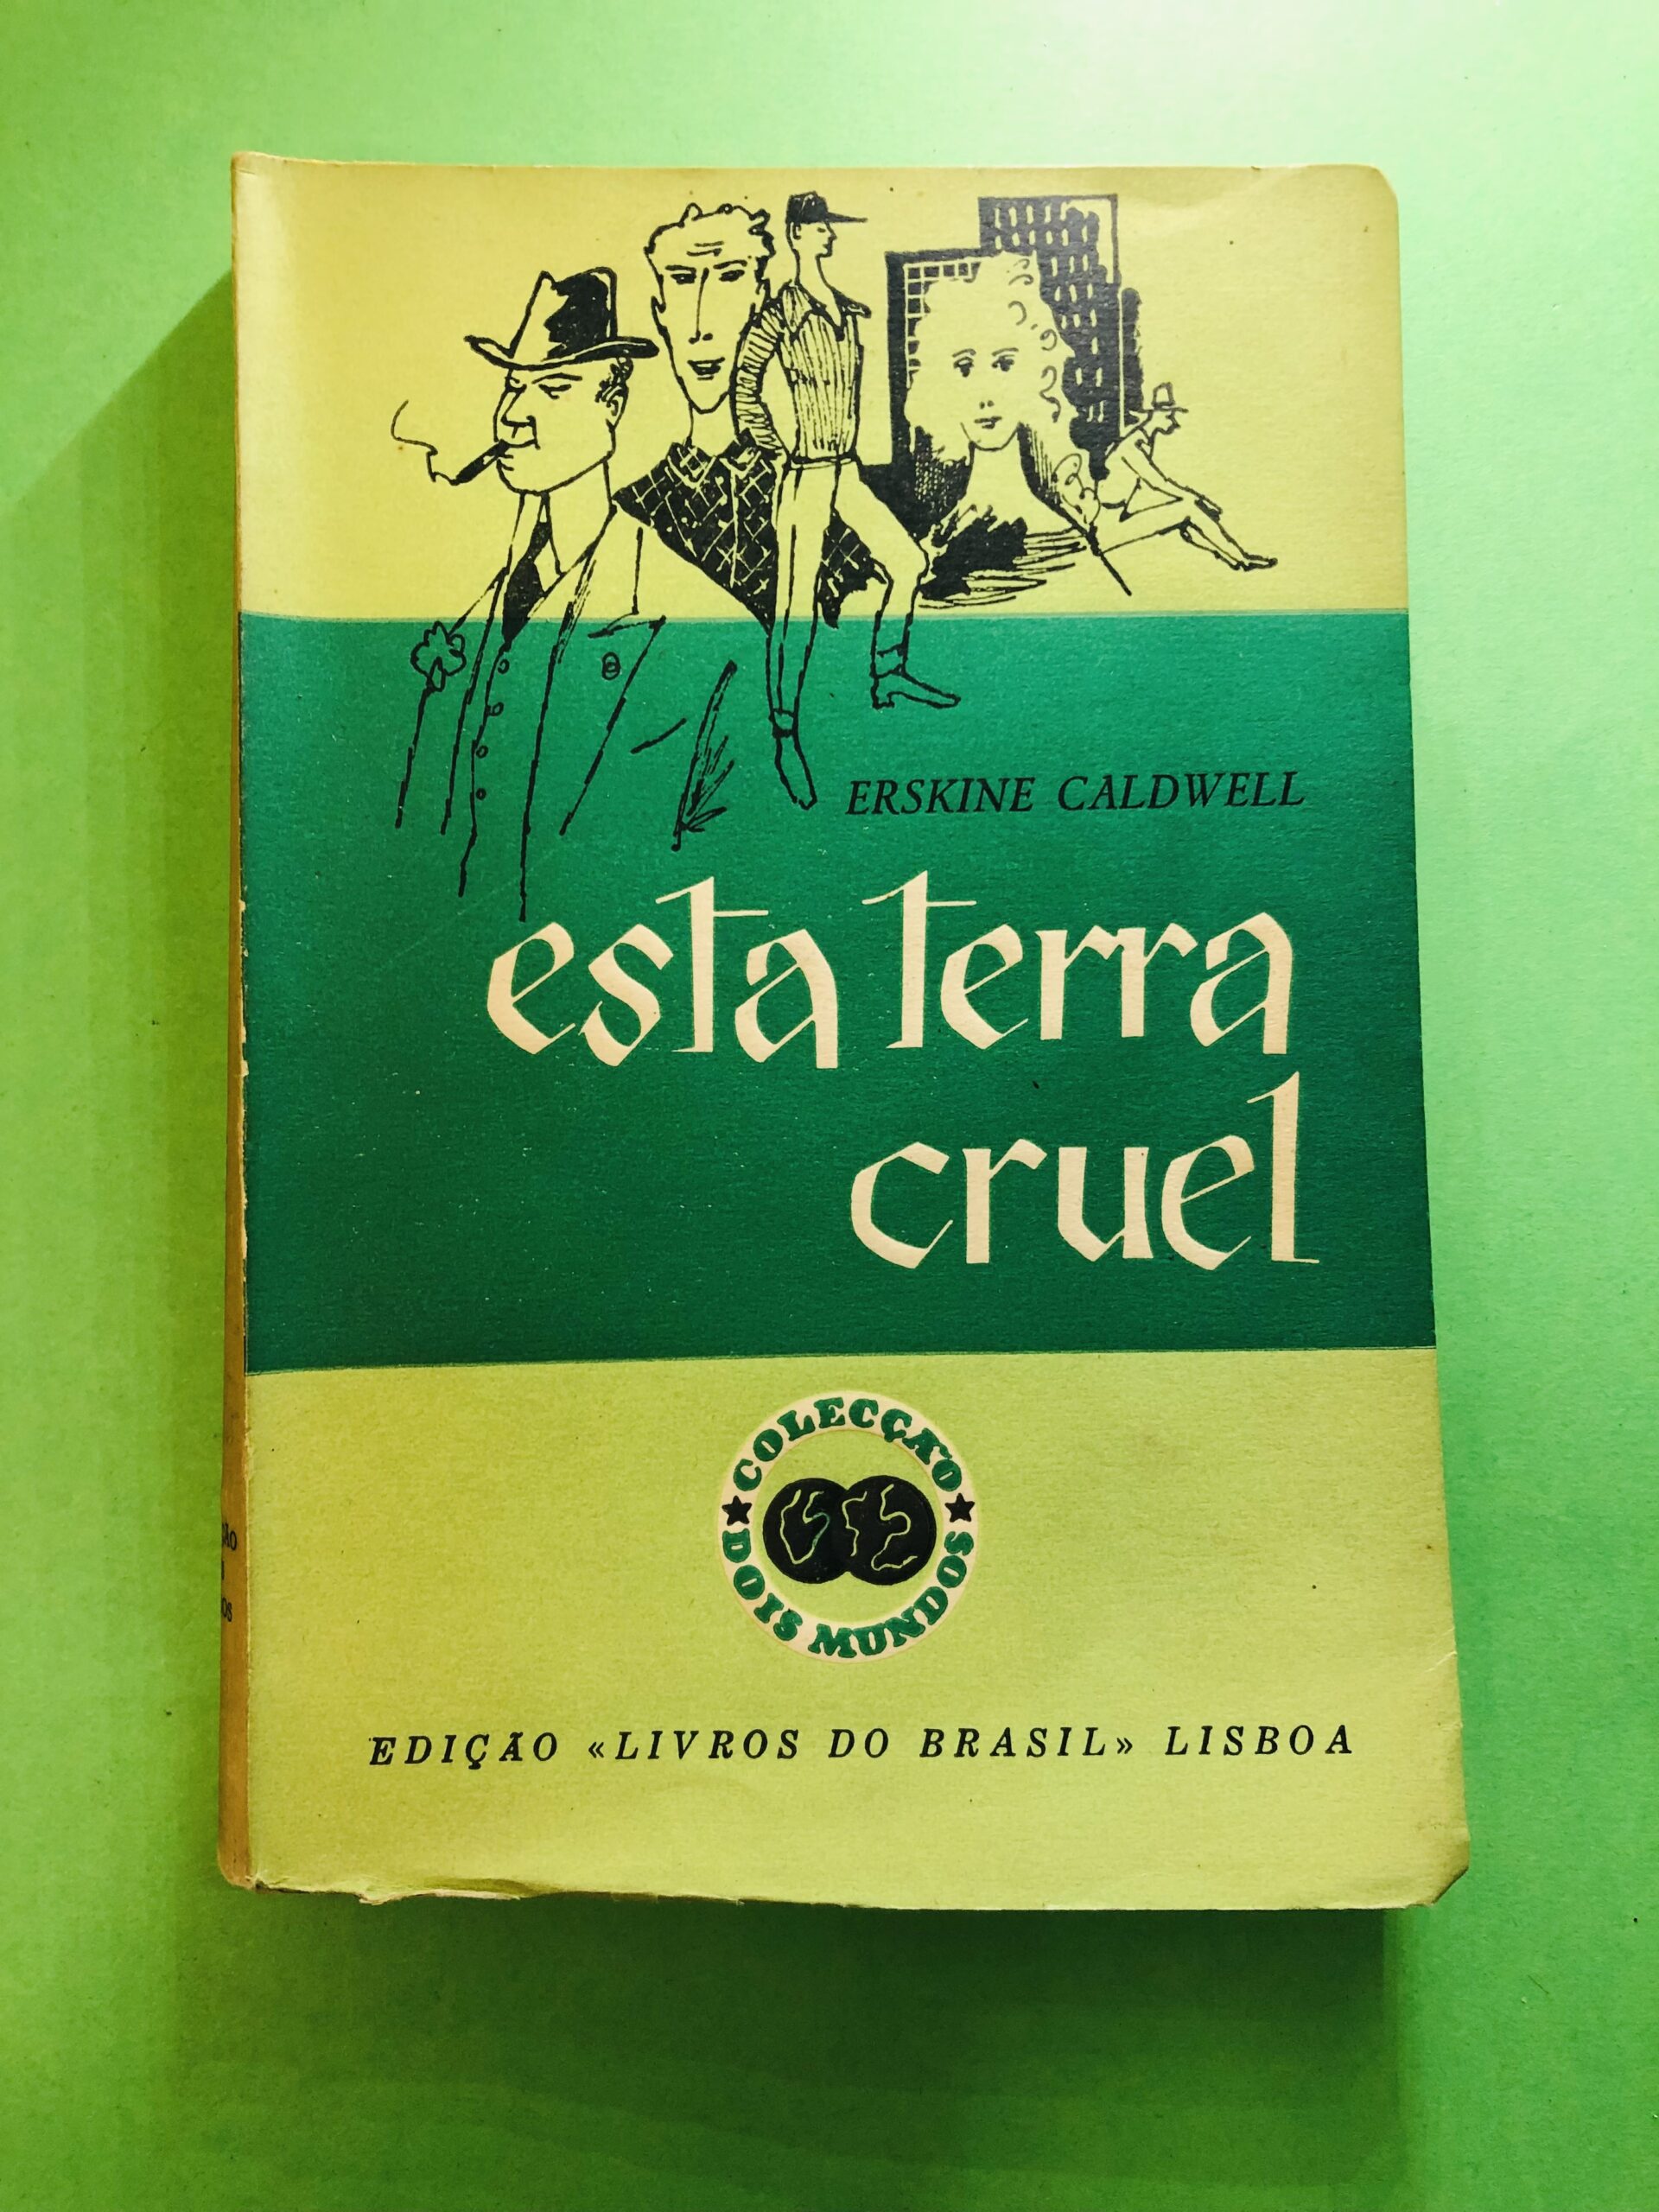 ERSKINE CALDWELL
esta terra
cruel
COLECÇÃO
DOIS MUNDOS
EDIÇÃO «LIVROS DO BRASIL» LISBOA